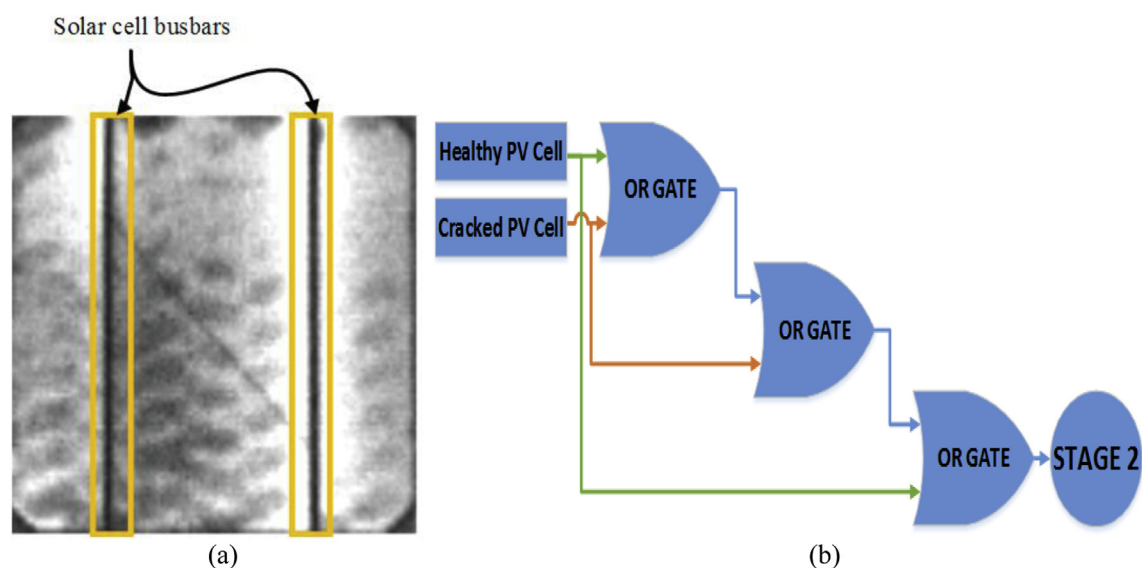 Solar cell busbars
Healthy PV Cell
Cracked PV Cell
OR GATE
OR GATE
OR GATE
STAGE 2
(a)
(b)